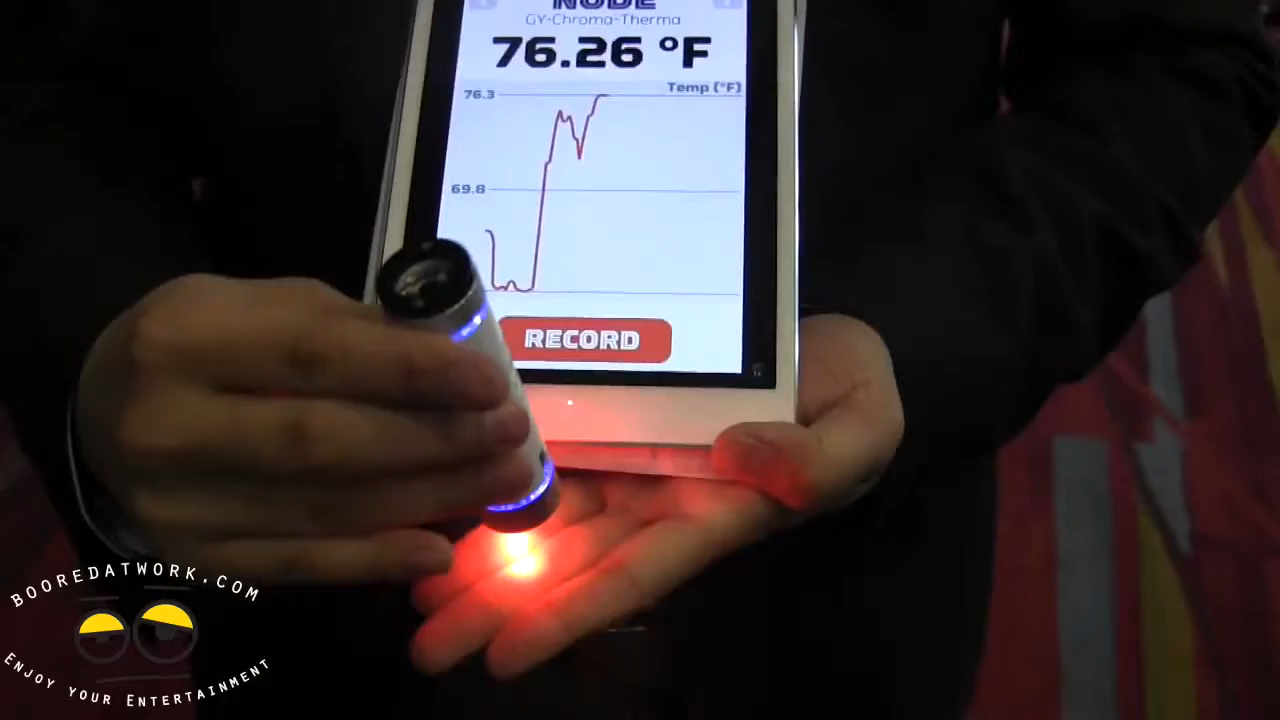 NODE
GY-Chroma-Therma
76.26 °F
Temp (°F)
76.3
69.8
RECORD
BOOREDATWORK.COM
ENJOY YOUR ENTERTAINMENT